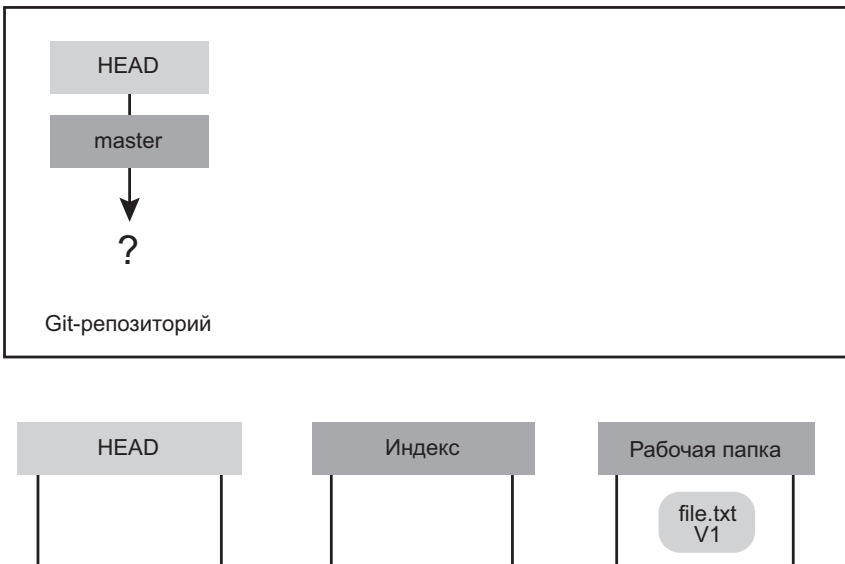 HEAD
master
?
Git-репозиторий
HEAD
Индекс
Рабочая папка
file.txt
V1